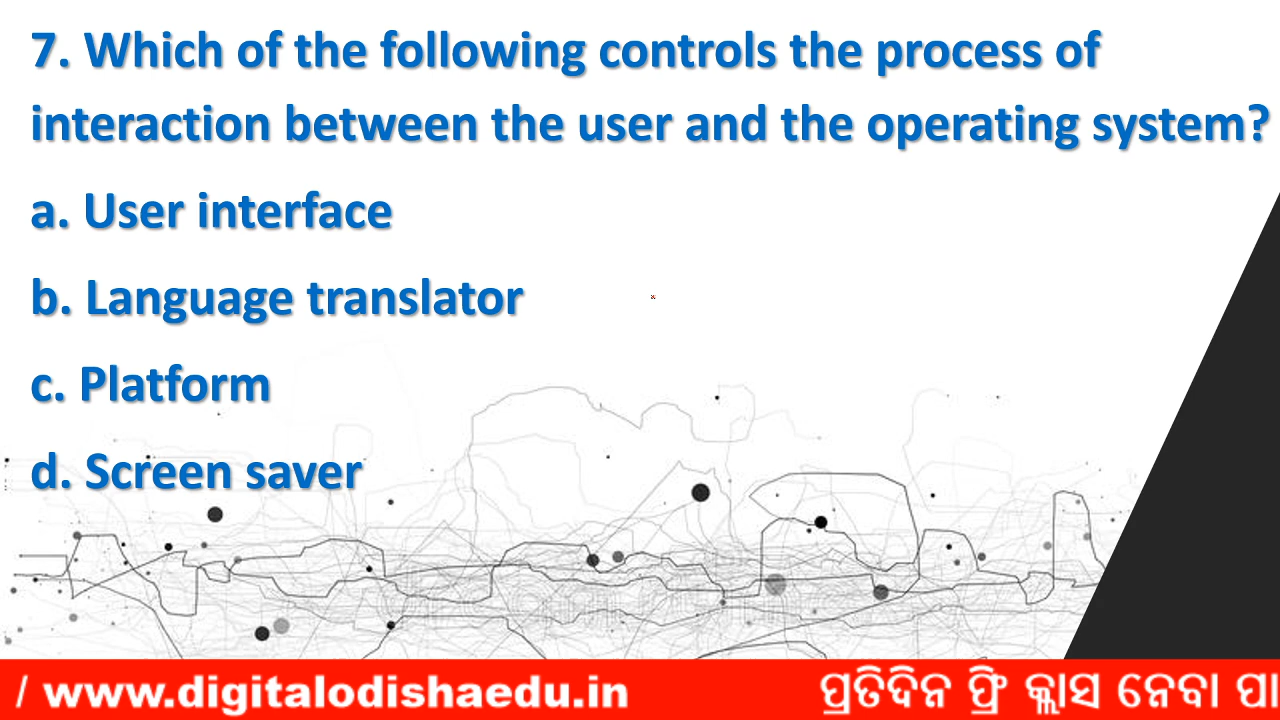 7. Which of the following controls the process of
interaction between the user and the operating system?
a. User interface
b. Language translator
c. Platform
d. Screen saver
/ www.digitalodishaedu.in ପ୍ରତିଦିନ ଫ୍ରି କ୍ଲାସ ନେବା ପା